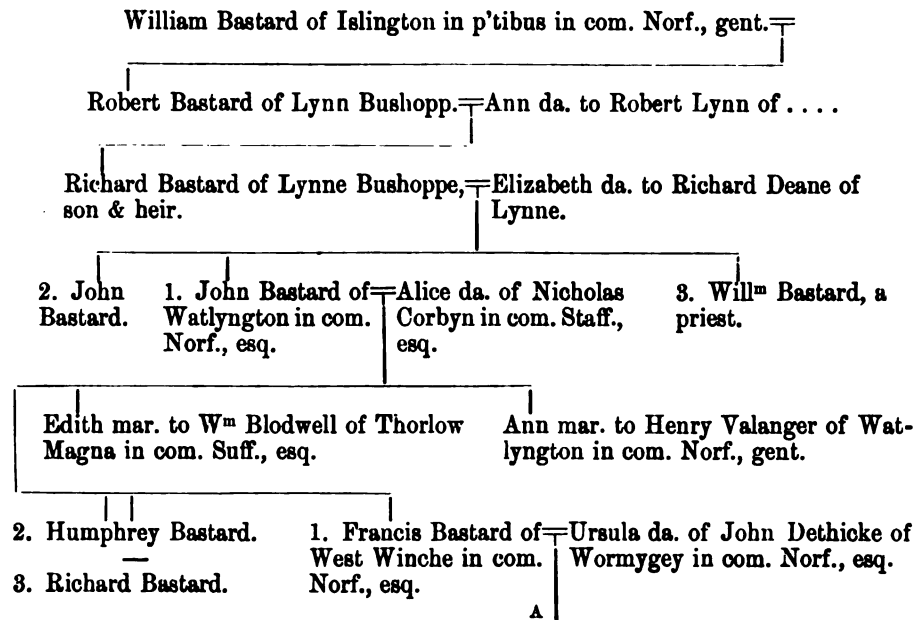 William Bastard of Islington in p'tibus in com. Norf., gent.
Robert Bastard of Lynn Bushopp. Ann da. to Robert Lynn of . . . .
Richard Bastard of Lynne Bushoppe, son & heir.
Elizabeth da. to Richard Deane of Lynne.
2. John
Bastard.
1. John Bastard of
Watlyngton in com.
Norf., esq.
Alice da. of Nicholas
Corbyn in com. Staff.,
esq.
3. Willᵐ Bastard, a
priest.
Edith mar. to Wᵐ Blodwell of Thorlow
Magna in com. Suff., esq.
Ann mar. to Henry Valanger of Wat-
lyngton in com. Norf., gent.
2. Humphrey Bastard.
3. Richard Bastard.
1. Francis Bastard of
West Winche in com.
Norf., esq.
Ursula da. of John Dethicke of
Wormygey in com. Norf., esq.
A